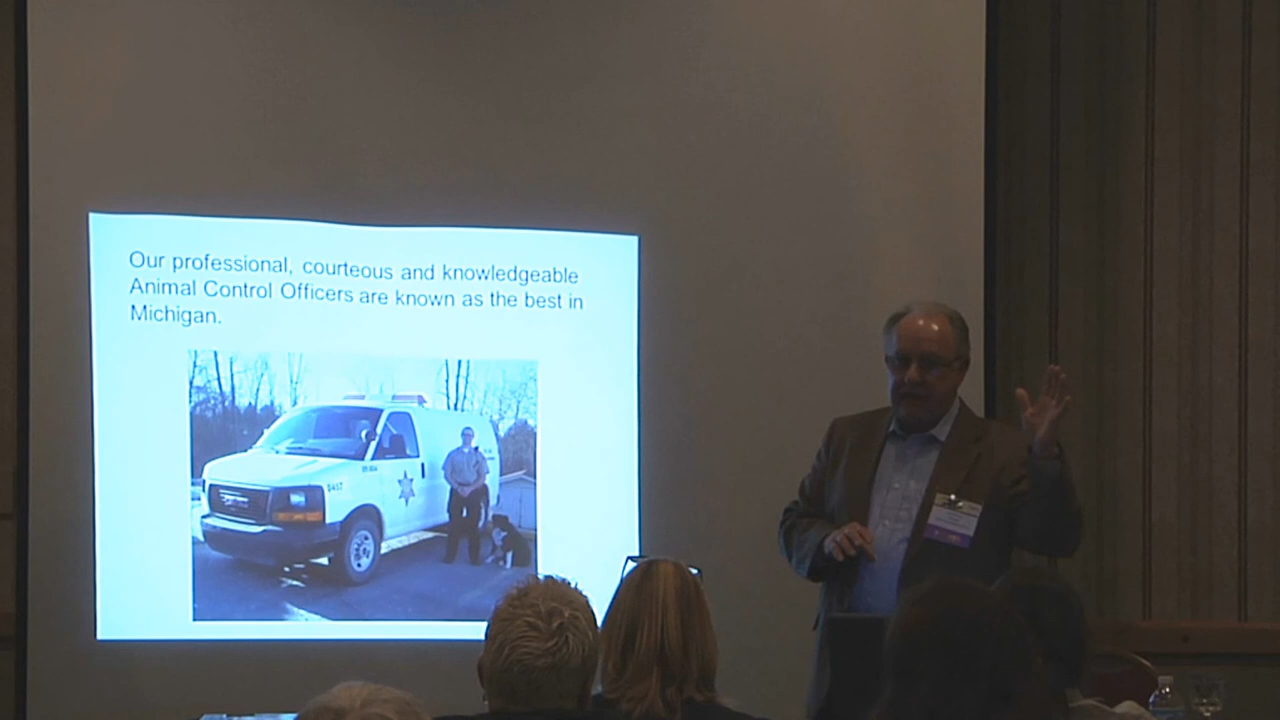 Our professional, courteous and knowledgeable
Animal Control Officers are known as the best in
Michigan.